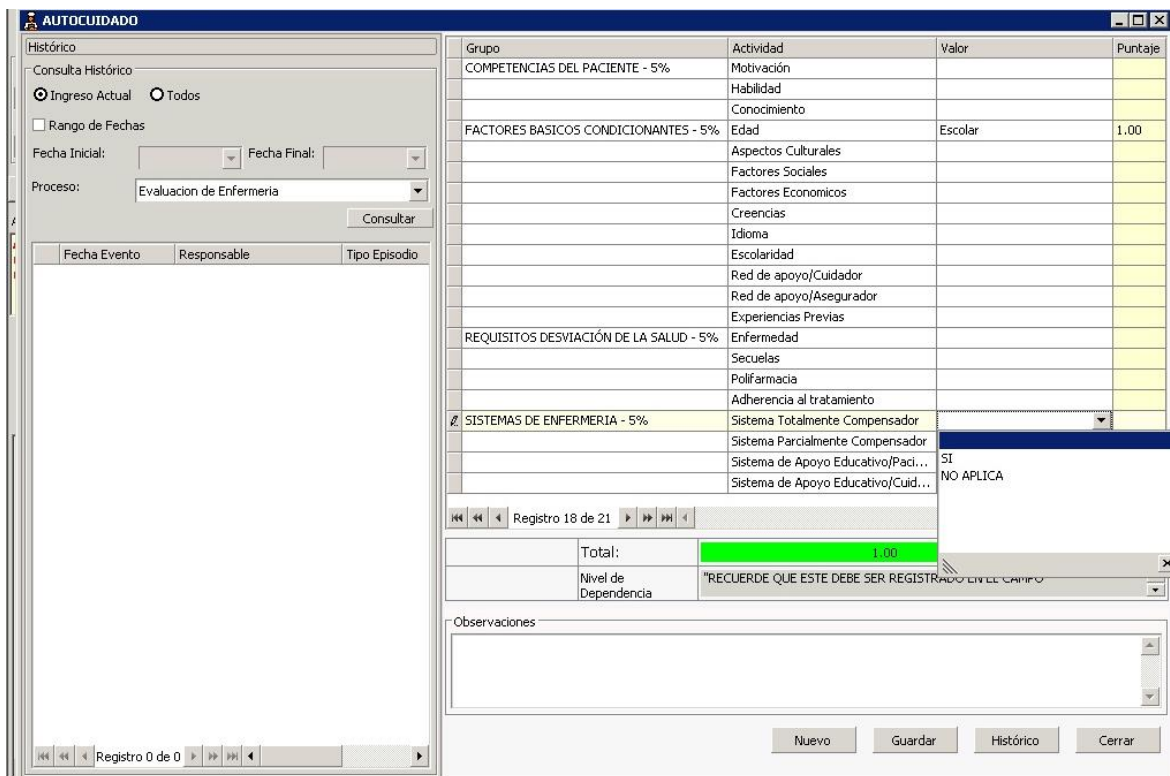 AUTOCUIDADO
Histórico
Consulta Histórico
Ingreso Actual Todos
Rango de Fechas
Fecha Inicial: Fecha Final:
Proceso: Evaluacion de Enfermeria
Consultar
Fecha Evento Responsable Tipo Episodio
Registro 0 de 0
Grupo Actividad Valor Puntaje
COMPETENCIAS DEL PACIENTE - 5% Motivación
Habilidad
Conocimiento
FACTORES BASICOS CONDICIONANTES - 5% Edad Escolar 1.00
Aspectos Culturales
Factores Sociales
Factores Economicos
Creencias
Idioma
Escolaridad
Red de apoyo/Cuidador
Red de apoyo/Asegurador
Experiencias Previas
REQUISITOS DESVIACIÓN DE LA SALUD - 5% Enfermedad
Secuelas
Polifarmacia
Adherencia al tratamiento
SISTEMAS DE ENFERMERIA - 5% Sistema Totalmente Compensador
Sistema Parcialmente Compensador
Sistema de Apoyo Educativo/Paci...
Sistema de Apoyo Educativo/Cuid...
SI
NO APLICA
Registro 18 de 21
Total: 1.00
Nivel de Dependencia "RECUERDE QUE ESTE DEBE SER REGISTRADO EN EL CAMPO
Observaciones
Nuevo Guardar Histórico Cerrar